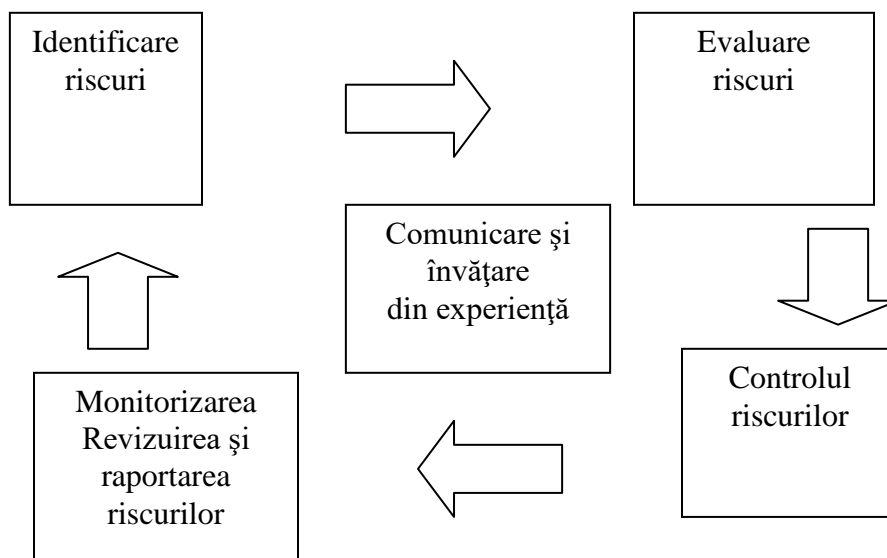 Identificare
riscuri
Evaluare
riscuri
Comunicare şi
învăţare
din experienţă
Controlul
riscurilor
Monitorizarea
Revizuirea şi
raportarea
riscurilor